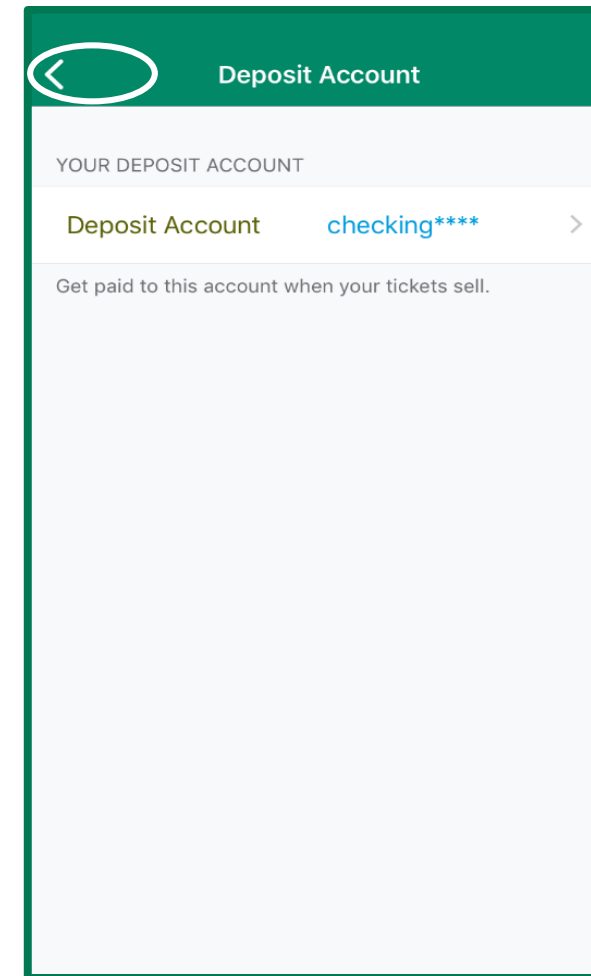 Deposit Account
YOUR DEPOSIT ACCOUNT
Deposit Account checking****
Get paid to this account when your tickets sell.